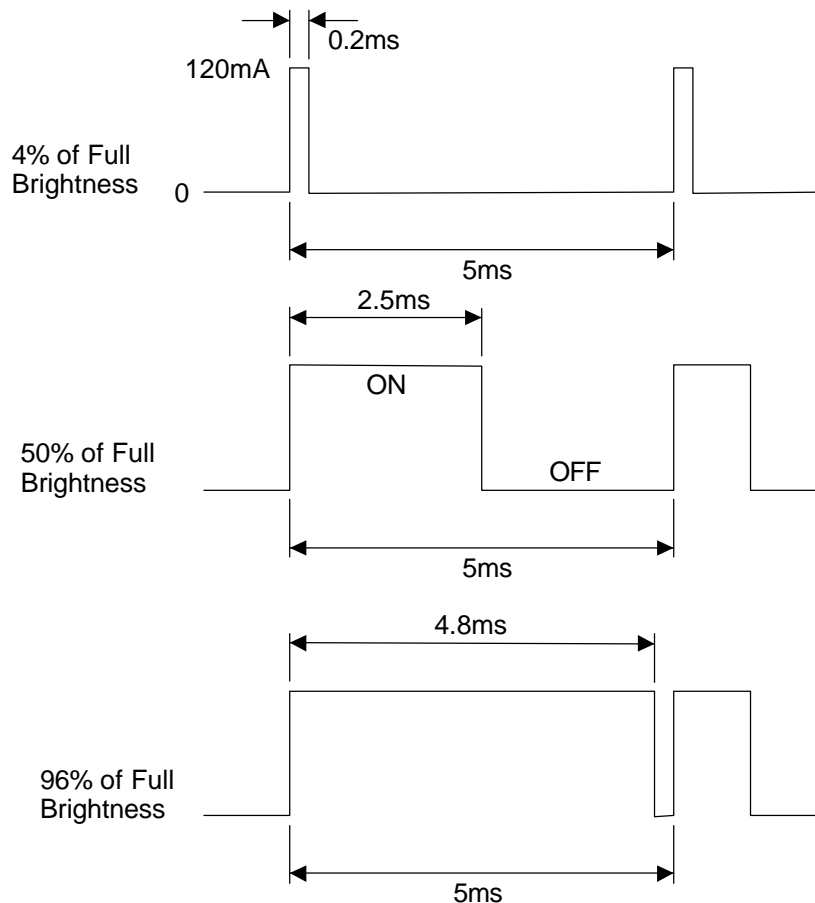 0.2ms
120mA
4% of Full
Brightness
0
5ms
2.5ms
ON
50% of Full
Brightness
OFF
5ms
4.8ms
96% of Full
Brightness
5ms